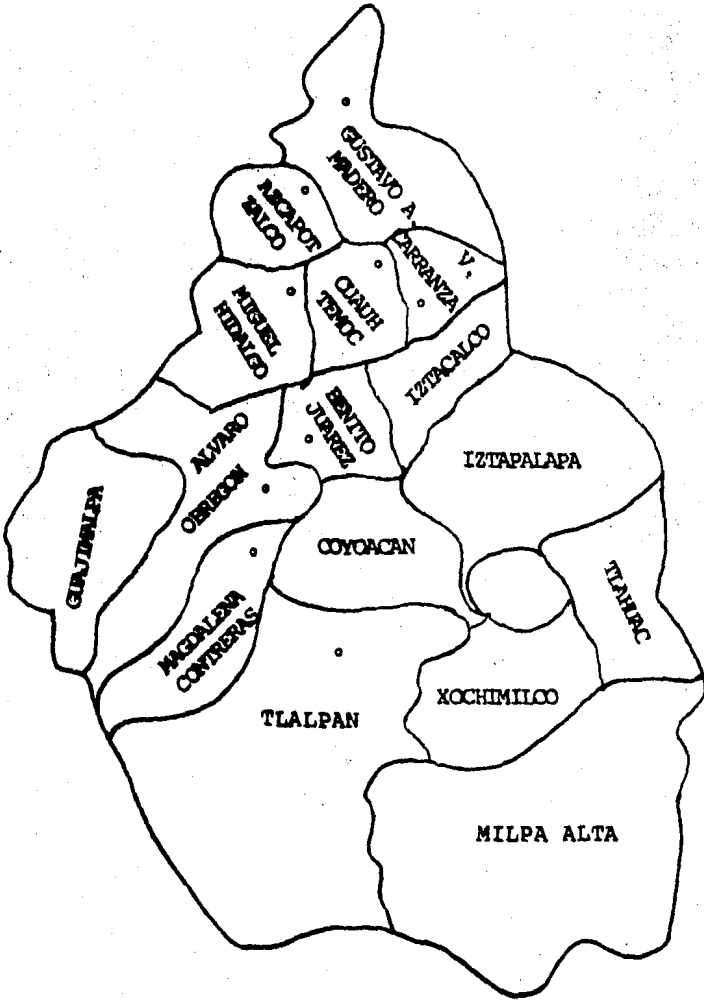 GUSTAVO A.
MADERO
AZCAPOT
ZALCO
V.
CARRANZA
CUAUH
TEMOC
MIGUEL
HIDALGO
IZTACALCO
BENITO
JUAREZ
ALVARO
OBREGON
IZTAPALAPA
GUAJIMALPA
COYOACAN
TLAHUAC
MAGDALENA
CONTRERAS
XOCHIMILCO
TLALPAN
MILPA ALTA